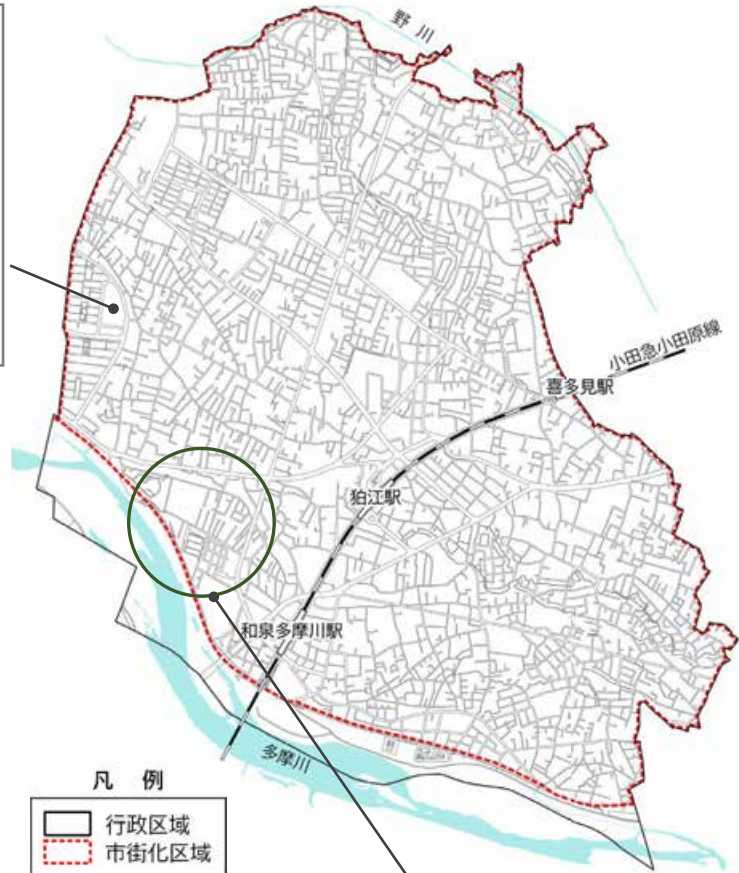 野川
小田急小田原線
喜多見駅
狛江駅
和泉多摩川駅
多摩川
凡 例
行政区域
市街化区域